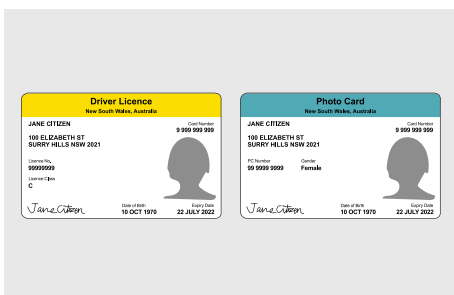 Driver Licence
New South Wales, Australia
JANE CITIZEN
Card Number
9 999 999 999
100 ELIZABETH ST
SURRY HILLS NSW 2021
Licence No.
99999999
Licence Class
C
Jane Citizen
Date of Birth
10 OCT 1970
Expiry Date
22 JULY 2022
Photo Card
New South Wales, Australia
JANE CITIZEN
Card Number
9 999 999 999
100 ELIZABETH ST
SURRY HILLS NSW 2021
PC Number
99 9999 9999
Gender
Female
Jane Citizen
Date of Birth
10 OCT 1970
Expiry Date
22 JULY 2022